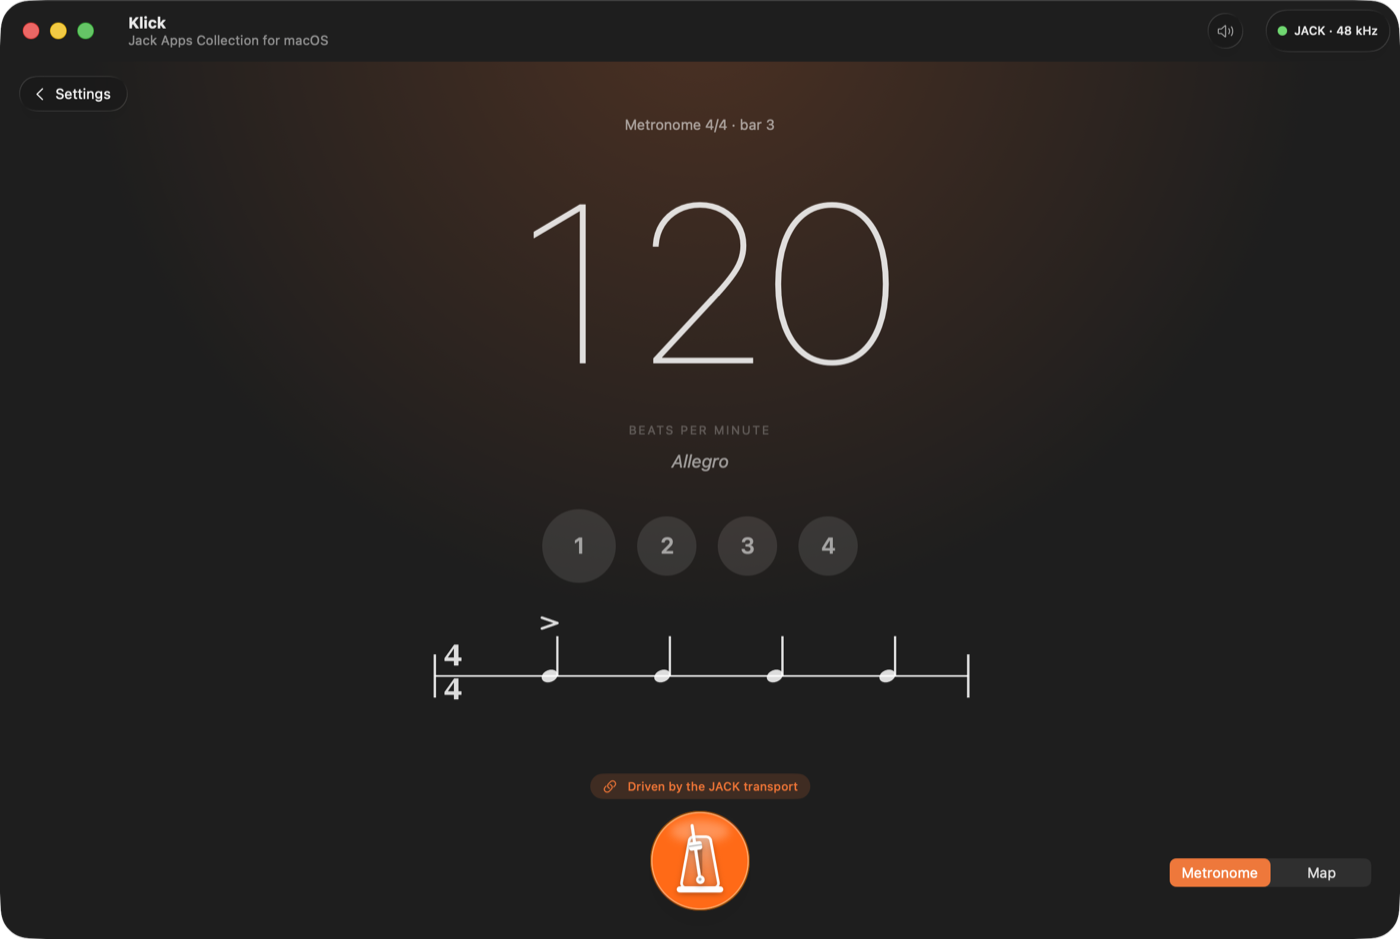 Klick
Jack Apps Collection for macOS
JACK · 48 kHz
Settings
Metronome 4/4 · bar 3
120
BEATS PER MINUTE
Allegro
1 2 3 4
>
4
4
Driven by the JACK transport
Metronome Map